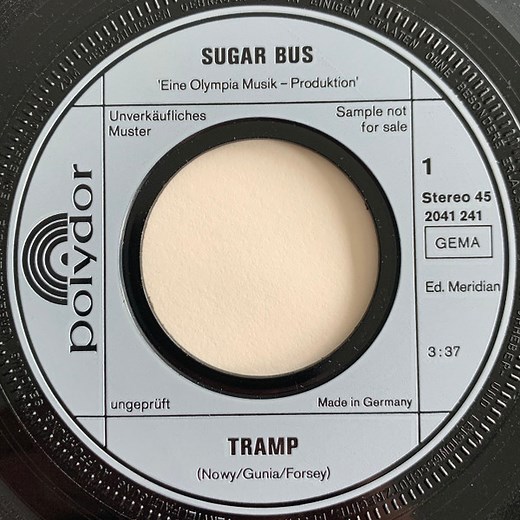 SUGAR BUS
'Eine Olympia Musik – Produktion'
Unverkäufliches
Muster
Sample not
for sale
polydor
1
Stereo 45
2041 241
GEMA
Ed. Meridian
3:37
ungeprüft
Made in Germany
TRAMP
(Nowy/Gunia/Forsey)